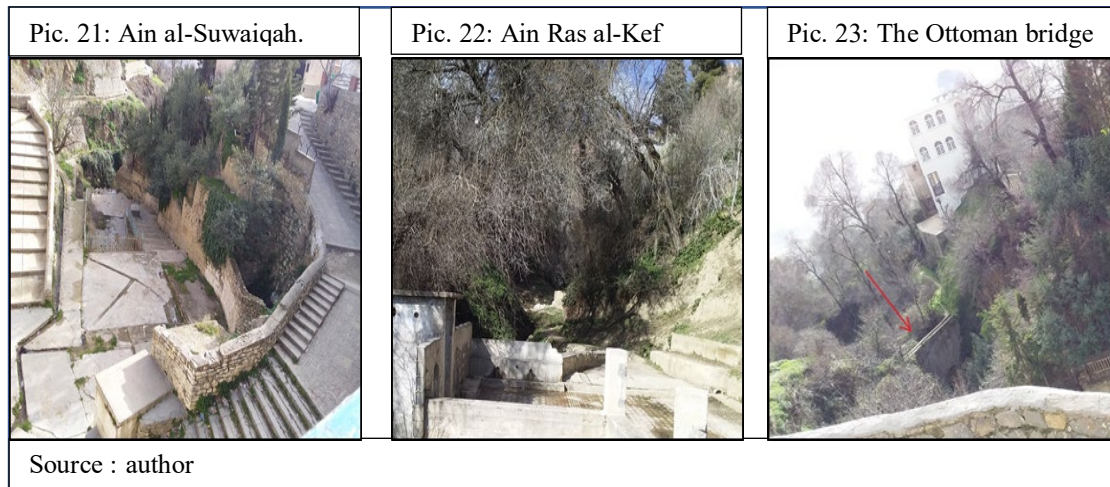 Pic. 21: Ain al-Suwaiqah.
Pic. 22: Ain Ras al-Kef
Pic. 23: The Ottoman bridge
Source : author